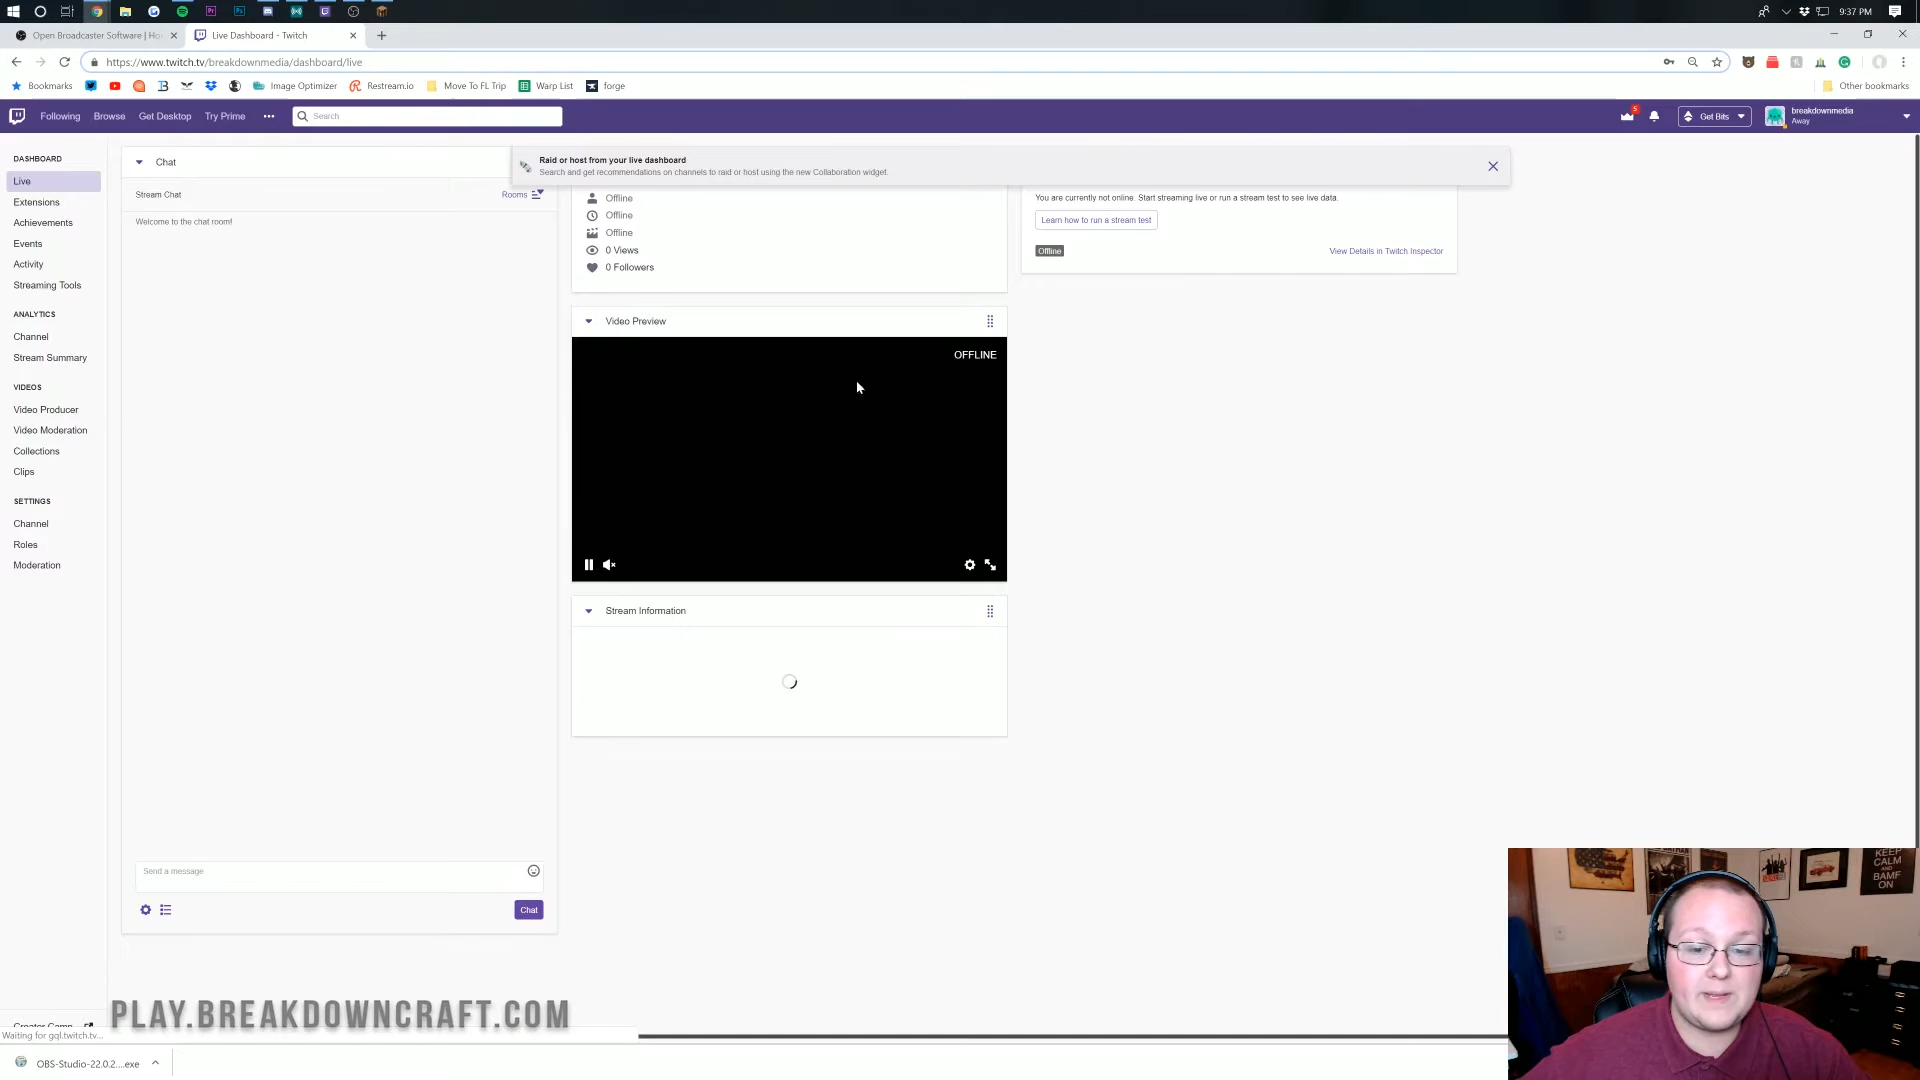 9:37 PM
Open Broadcaster Software | Ho
Live Dashboard - Twitch
https://www.twitch.tv/breakdownmedia/dashboard/live
Bookmarks
Image Optimizer
Restream.io
Move To FL Trip
Warp List
forge
Other bookmarks
Following
Browse
Get Desktop
Try Prime
Search
5
Get Bits
breakdownmedia
Away
DASHBOARD
Live
Extensions
Achievements
Events
Activity
Streaming Tools
ANALYTICS
Channel
Stream Summary
VIDEOS
Video Producer
Video Moderation
Collections
Clips
SETTINGS
Channel
Roles
Moderation
Creator Camp
Waiting for gql.twitch.tv...
Chat
Stream Chat
Rooms
Welcome to the chat room!
Send a message
Chat
Raid or host from your live dashboard
Search and get recommendations on channels to raid or host using the new Collaboration widget.
Offline
Offline
Offline
0 Views
0 Followers
Video Preview
OFFLINE
Stream Information
You are currently not online. Start streaming live or run a stream test to see live data.
Learn how to run a stream test
Offline
View Details in Twitch Inspector
PLAY.BREAKDOWNCRAFT.COM
KEEP
CALM
AND
BAMF
ON
OBS-Studio-22.0.2....exe